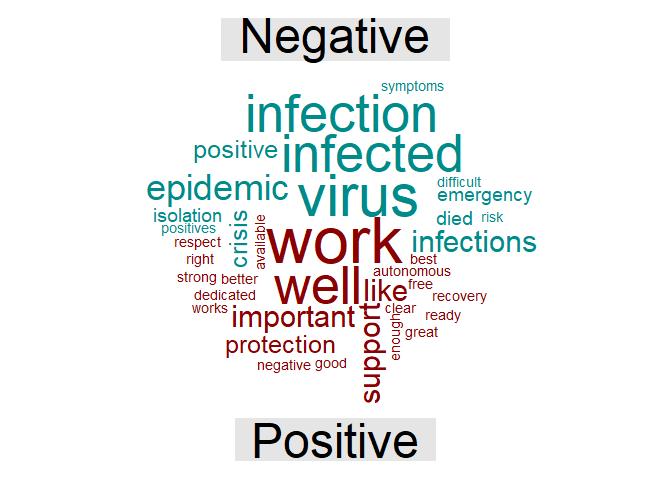 Negative
symptoms
infection
positive
infected
epidemic
virus
difficult
emergency
isolation
died
risk
positives
crisis
available
work
infections
respect
right
best
autonomous
strong
better
well
like
free
dedicated
recovery
works
important
support
clear
ready
enough
great
protection
negative
good
Positive